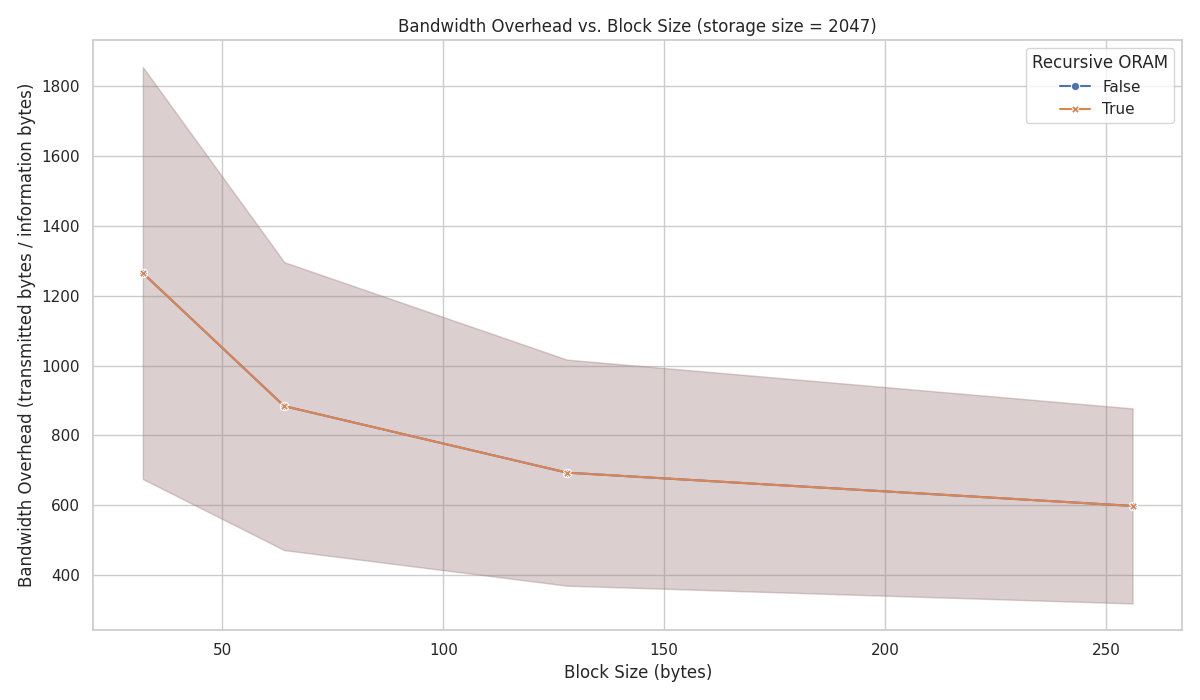 Bandwidth Overhead vs. Block Size (storage size = 2047)
Recursive ORAM
False
True
Bandwidth Overhead (transmitted bytes / information bytes)
1800
1600
1400
1200
1000
800
600
400
50 100 150 200 250
Block Size (bytes)